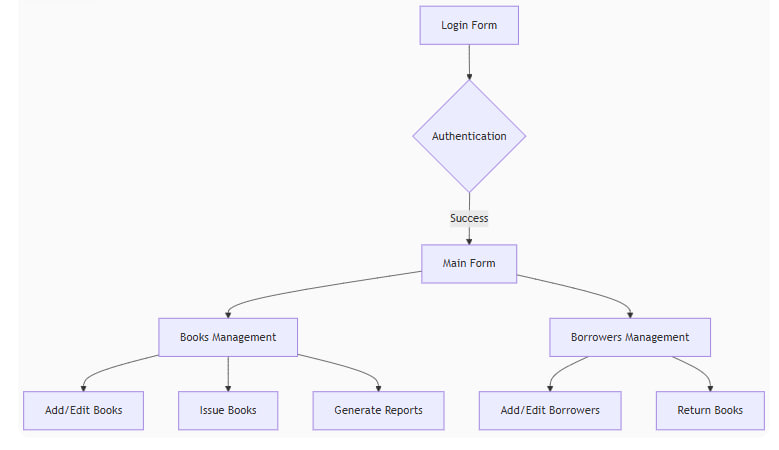 Login Form
Authentication
Success
Main Form
Books Management
Borrowers Management
Add/Edit Books
Issue Books
Generate Reports
Add/Edit Borrowers
Return Books